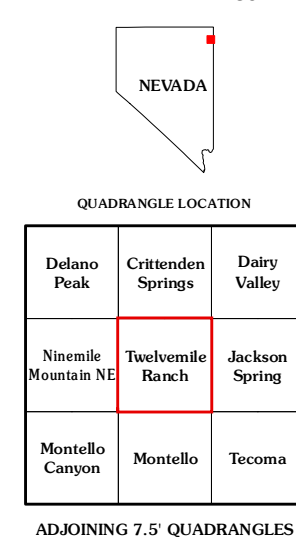 NEVADA
QUADRANGLE LOCATION
Delano
Peak
Crittenden
Springs
Dairy
Valley
Ninemile
Mountain NE
Twelvemile
Ranch
Jackson
Spring
Montello
Canyon
Montello
Tecoma
ADJOINING 7.5' QUADRANGLES